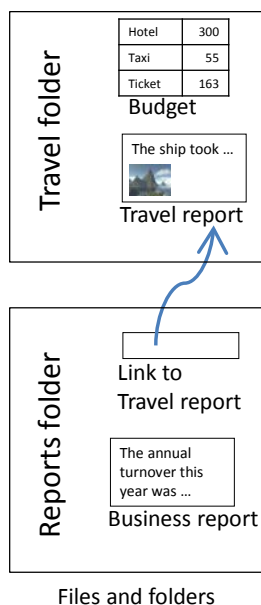 Travel folder
Hotel 300
Taxi 55
Ticket 163
Budget
The ship took ...
Travel report
Reports folder
Link to
Travel report
The annual
turnover this
year was ...
Business report
Files and folders